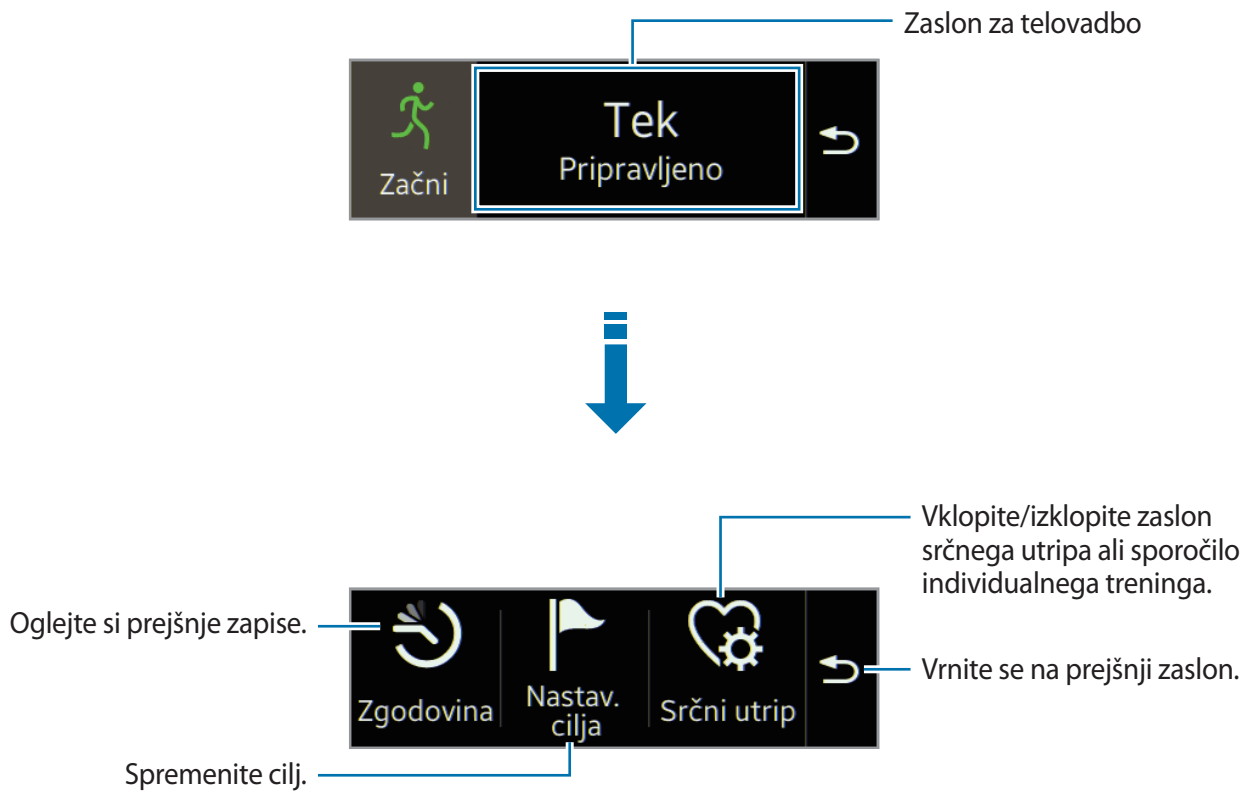 Zaslon za telovadbo
Tek
Pripravljeno
Začni
Vklopite/izklopite zaslon
srčnega utripa ali sporočilo
individualnega treninga.
Oglejte si prejšnje zapise.
Vrnite se na prejšnji zaslon.
Zgodovina
Nastav.
cilja
Srčni utrip
Spremenite cilj.